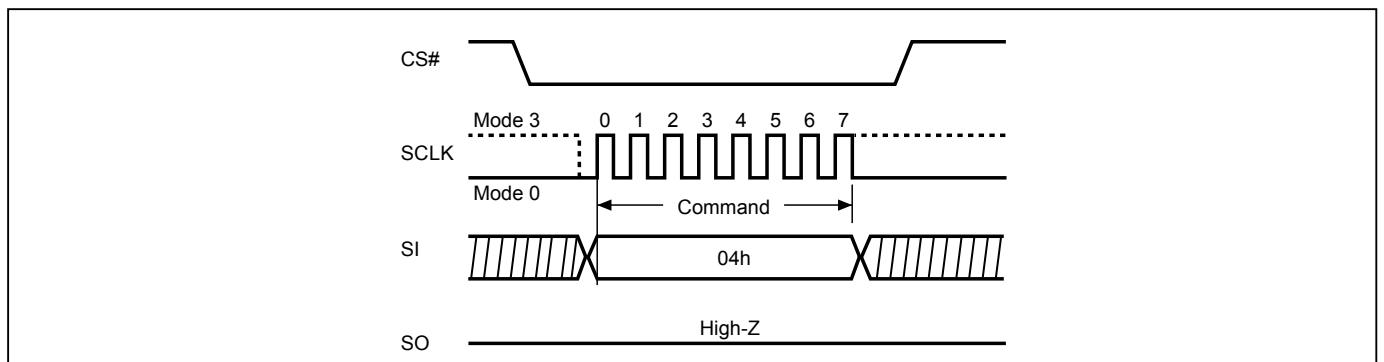 CS#
Mode 3 0 1 2 3 4 5 6 7
SCLK
Mode 0
Command
SI
04h
High-Z
SO